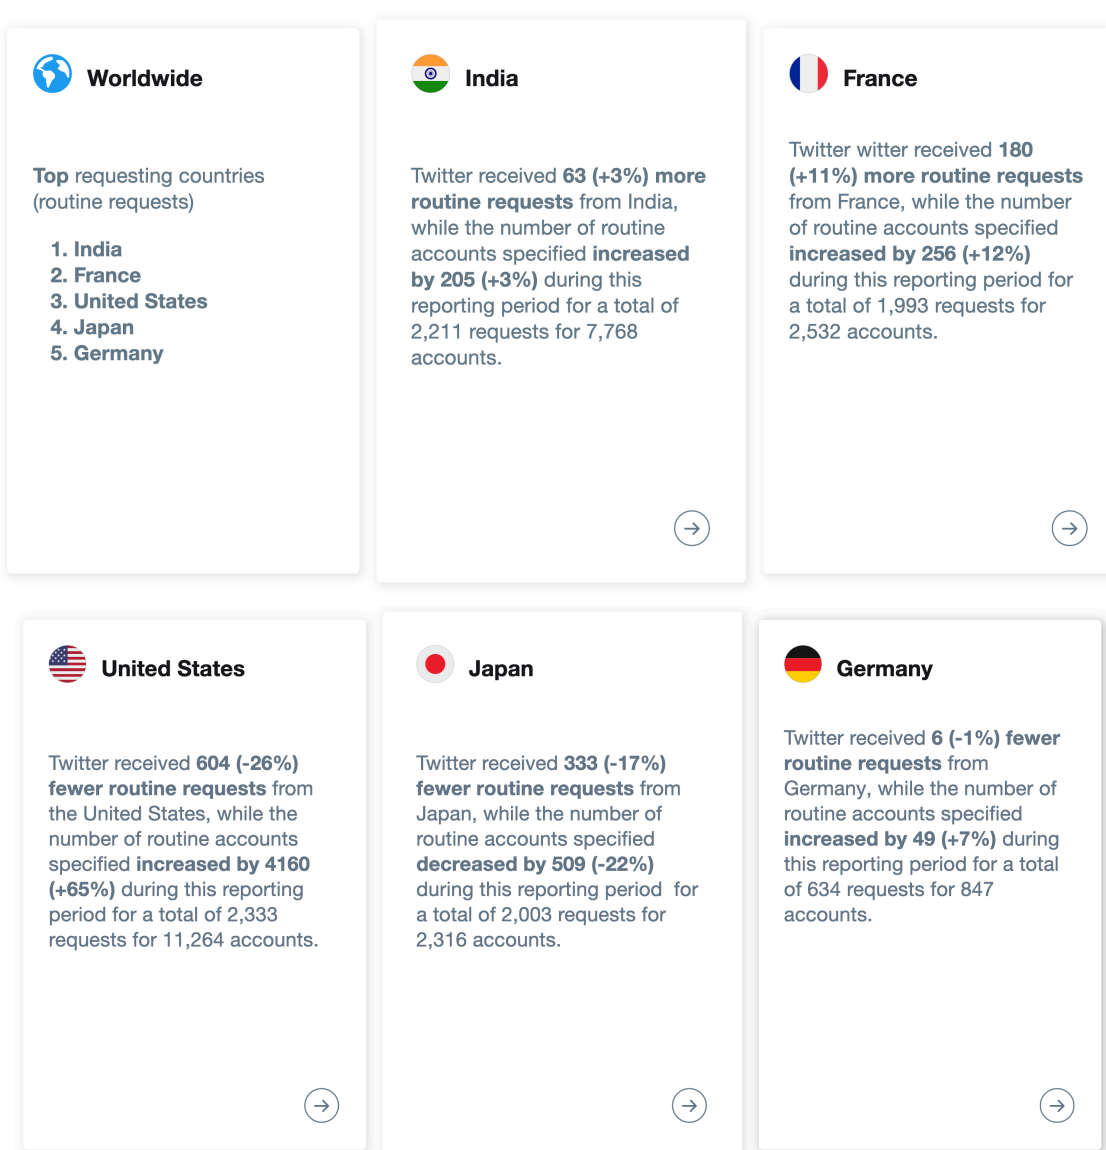 Worldwide
Top requesting countries
(routine requests)
1. India
2. France
3. United States
4. Japan
5. Germany
India
Twitter received 63 (+3%) more
routine requests from India,
while the number of routine
accounts specified increased
by 205 (+3%) during this
reporting period for a total of
2,211 requests for 7,768
accounts.
France
Twitter witter received 180
(+11%) more routine requests
from France, while the number
of routine accounts specified
increased by 256 (+12%)
during this reporting period for
a total of 1,993 requests for
2,532 accounts.
United States
Twitter received 604 (-26%)
fewer routine requests from
the United States, while the
number of routine accounts
specified increased by 4160
(+65%) during this reporting
period for a total of 2,333
requests for 11,264 accounts.
Japan
Twitter received 333 (-17%)
fewer routine requests from
Japan, while the number of
routine accounts specified
decreased by 509 (-22%)
during this reporting period  for
a total of 2,003 requests for
2,316 accounts.
Germany
Twitter received 6 (-1%) fewer
routine requests from
Germany, while the number of
routine accounts specified
increased by 49 (+7%) during
this reporting period for a total
of 634 requests for 847
accounts.